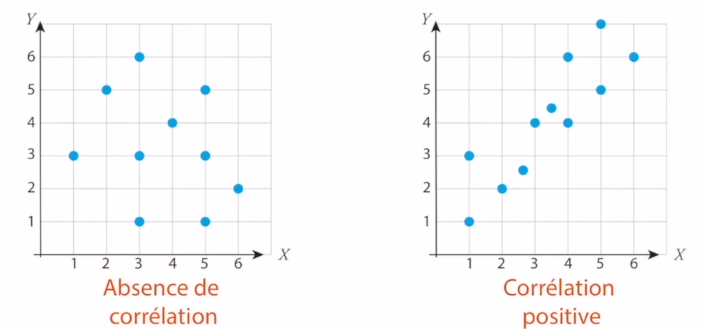 Y
6
5
4
3
2
1
1 2 3 4 5 6 X
Absence de
corrélation
Y
6
5
4
3
2
1
1 2 3 4 5 6 X
Corrélation
positive